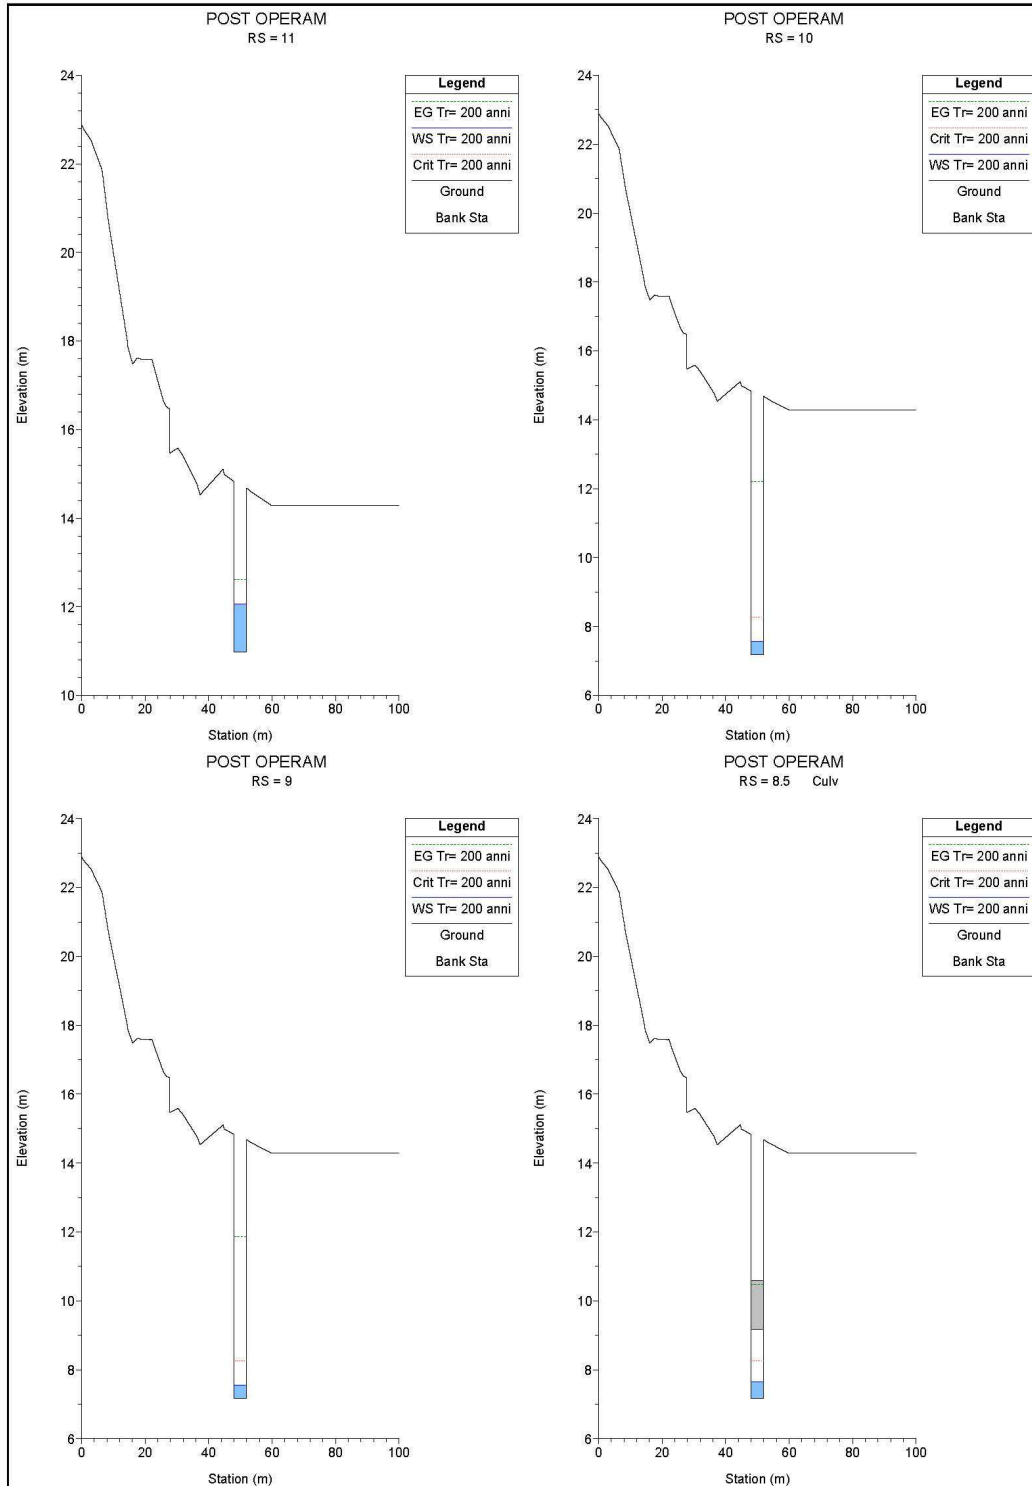 POST OPERAM
RS = 11
24
22
20
18
16
14
12
10
0
20
40
60
80
100
Station (m)
Elevation (m)
Legend
EG Tr= 200 anni
WS Tr= 200 anni
Crit Tr= 200 anni
Ground
Bank Sta
POST OPERAM
RS = 10
24
22
20
18
16
14
12
10
8
6
0
20
40
60
80
100
Station (m)
Elevation (m)
Legend
EG Tr= 200 anni
Crit Tr= 200 anni
WS Tr= 200 anni
Ground
Bank Sta
POST OPERAM
RS = 9
24
22
20
18
16
14
12
10
8
6
0
20
40
60
80
100
Station (m)
Elevation (m)
Legend
EG Tr= 200 anni
Crit Tr= 200 anni
WS Tr= 200 anni
Ground
Bank Sta
POST OPERAM
RS = 8.5 Culv
24
22
20
18
16
14
12
10
8
6
0
20
40
60
80
100
Station (m)
Elevation (m)
Legend
EG Tr= 200 anni
Crit Tr= 200 anni
WS Tr= 200 anni
Ground
Bank Sta